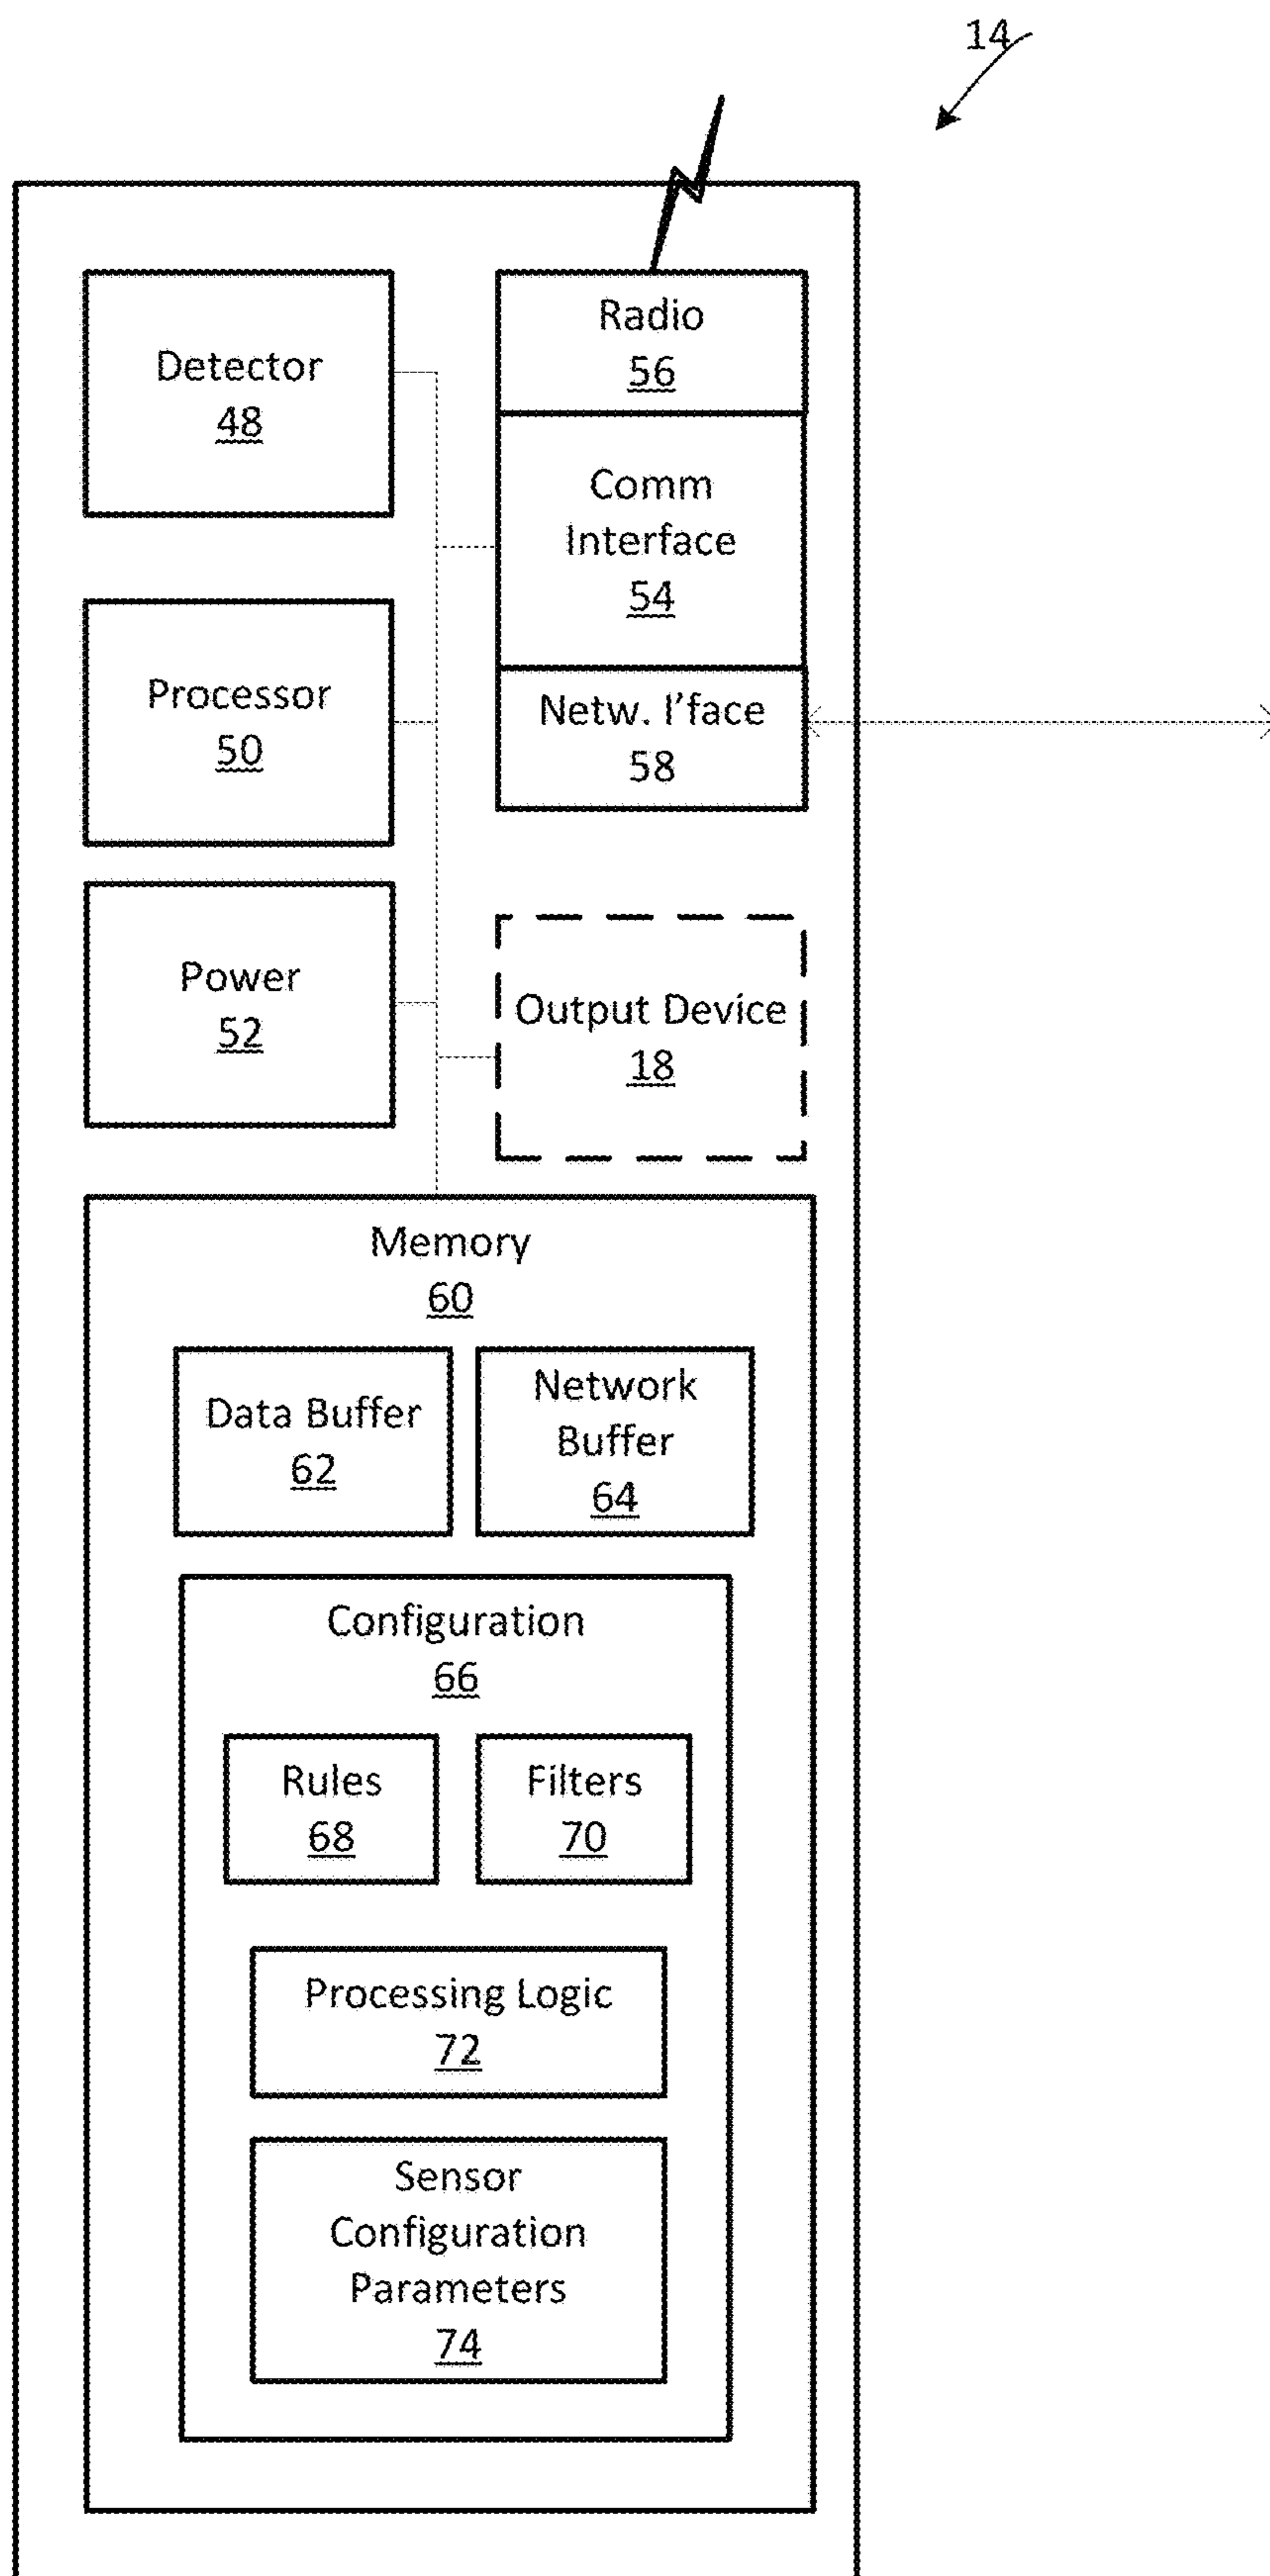 14
Detector
48
Radio
56
Comm
Interface
54
Processor
50
Netw. I'face
58
Power
52
Output Device
18
Memory
60
Data Buffer
62
Network
Buffer
64
Configuration
66
Rules
68
Filters
70
Processing Logic
72
Sensor
Configuration
Parameters
74